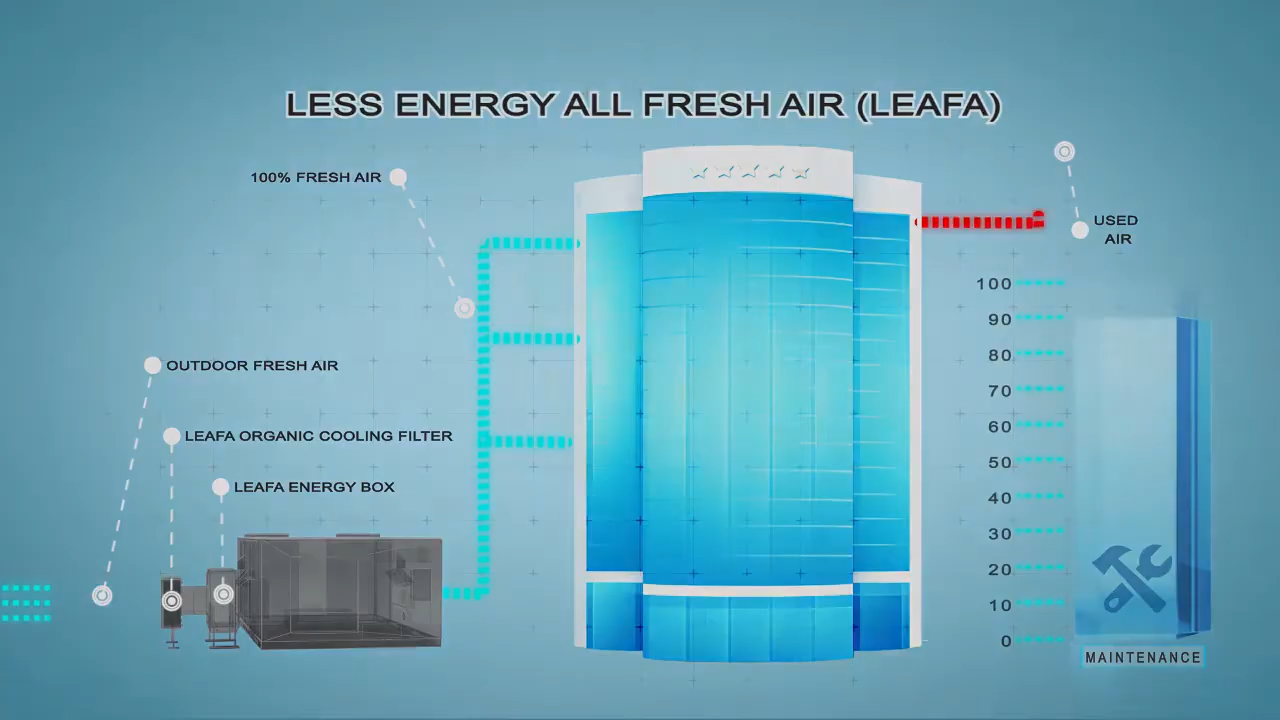 LESS ENERGY ALL FRESH AIR (LEAFA)
100% FRESH AIR
USED
AIR
OUTDOOR FRESH AIR
LEAFA ORGANIC COOLING FILTER
LEAFA ENERGY BOX
100
90
80
70
60
50
40
30
20
10
0
MAINTENANCE